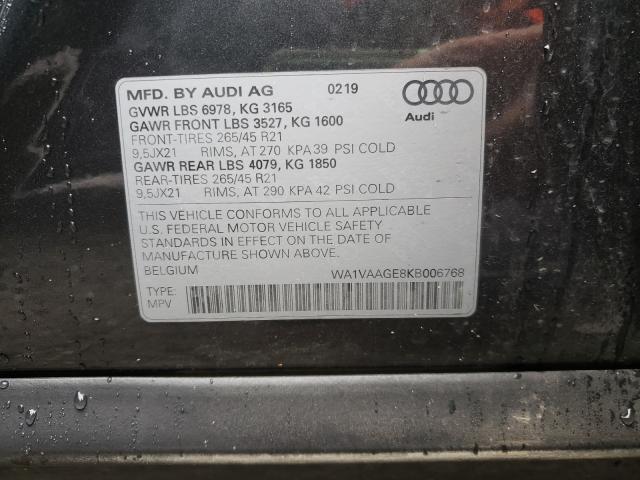 MFD. BY AUDI AG 0219
GVWR LBS 6978, KG 3165
GAWR FRONT LBS 3527, KG 1600
FRONT-TIRES 265/45 R21
9,5JX21 RIMS, AT 270 KPA 39 PSI COLD
GAWR REAR LBS 4079, KG 1850
REAR-TIRES 265/45 R21
9,5JX21 RIMS, AT 290 KPA 42 PSI COLD
Audi
THIS VEHICLE CONFORMS TO ALL APPLICABLE
U.S. FEDERAL MOTOR VEHICLE SAFETY
STANDARDS IN EFFECT ON THE DATE OF
MANUFACTURE SHOWN ABOVE.
BELGIUM WA1VAAGE8KB006768
TYPE:
MPV